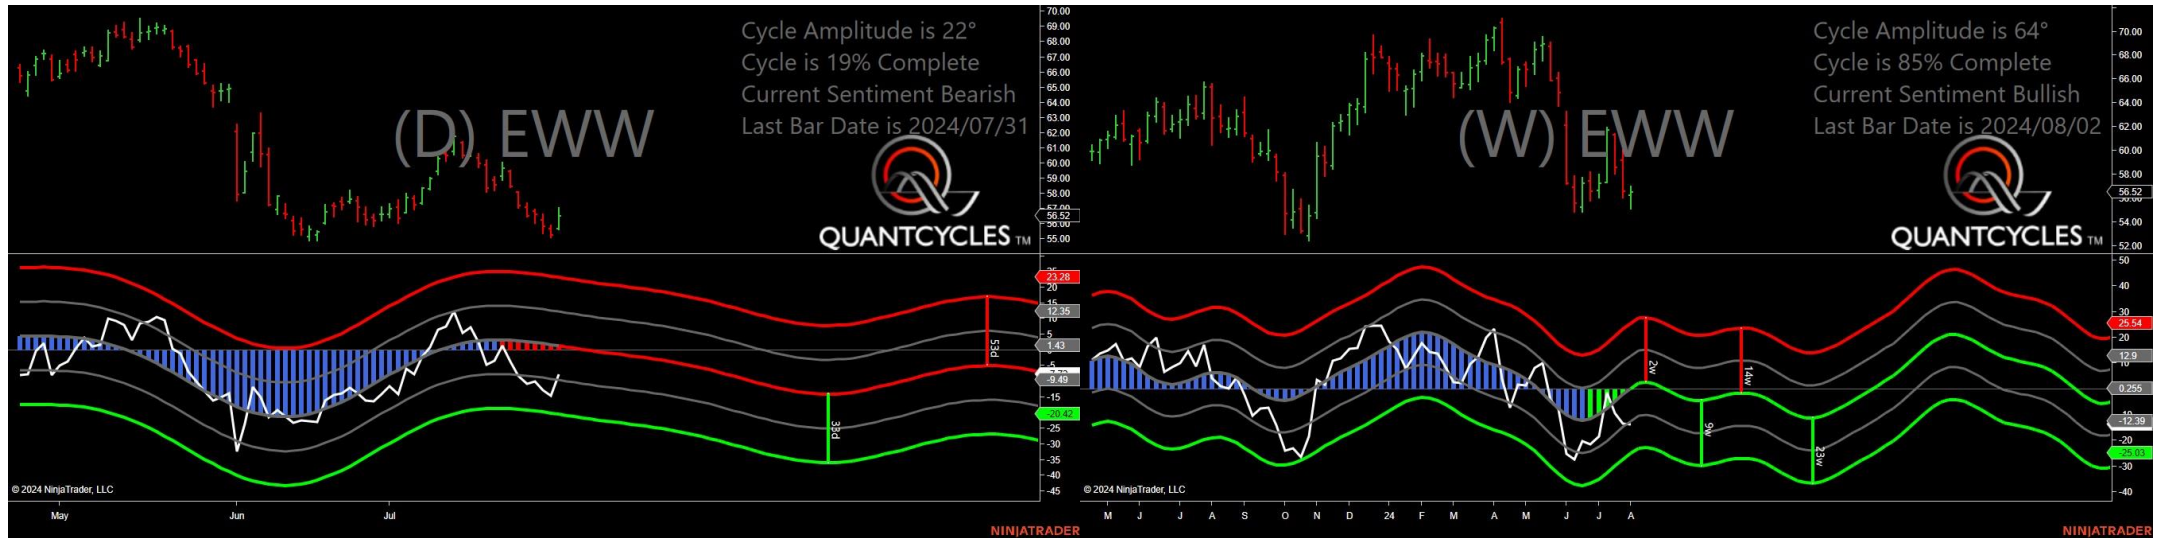 Cycle Amplitude is 22°
Cycle is 19% Complete
Current Sentiment Bearish
Last Bar Date is 2024/07/31
(D) EWW
QUANTCYCLES TM
70.00
69.00
68.00
67.00
66.00
65.00
64.00
63.00
62.00
61.00
60.00
59.00
58.00
56.52
55.00
23.28
20
15
12.35
10
5
1.43
-5
-9.49
-15
-20.42
-25
-30
-35
-40
-45
53d
33d
© 2024 NinjaTrader, LLC
May
Jun
Jul
NINJATRADER
Cycle Amplitude is 64°
Cycle is 85% Complete
Current Sentiment Bullish
Last Bar Date is 2024/08/02
(W) EWW
QUANTCYCLES TM
70.00
68.00
66.00
64.00
62.00
60.00
58.00
56.52
54.00
52.00
50
40
30
25.54
20
12.9
0.255
-12.39
-20
-25.03
-30
-40
2w
14w
9w
23w
© 2024 NinjaTrader, LLC
M J J A S O N D 24 F M A M J J A
NINJATRADER